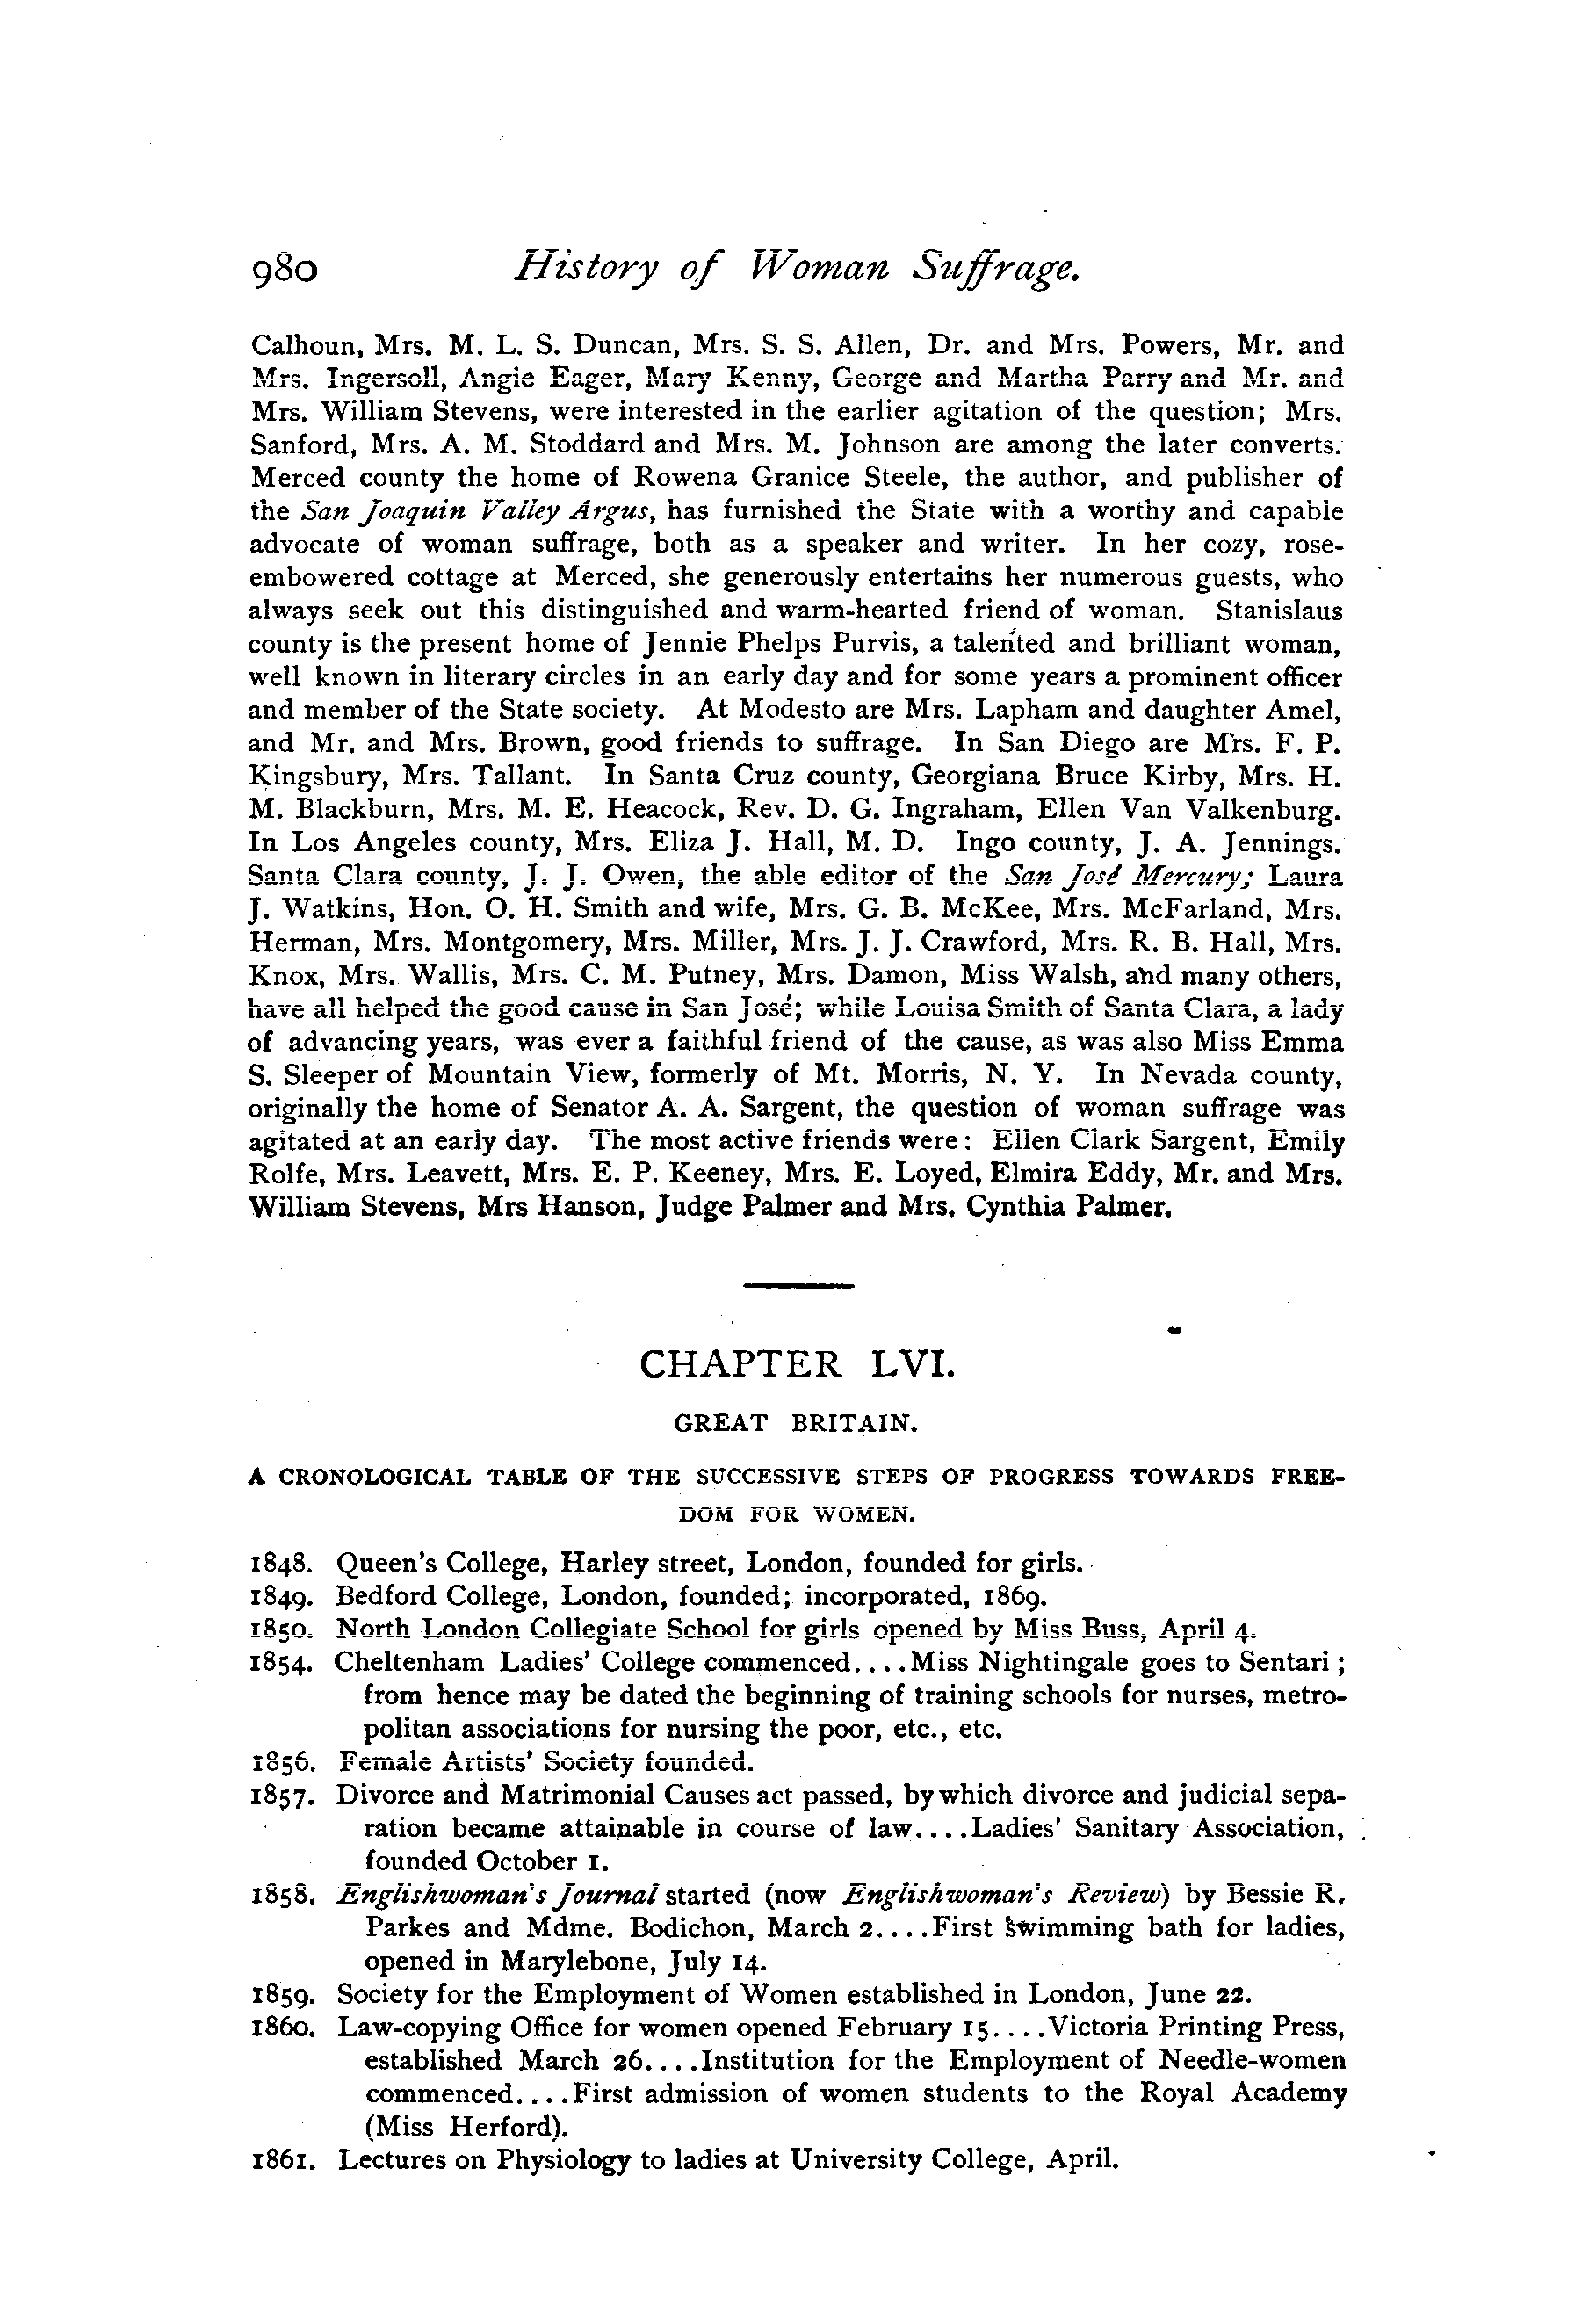 980 History of Woman Suffrage.
Calhoun, Mrs. M. L. S. Duncan, Mrs. S. S. Allen, Dr. and Mrs. Powers, Mr. and
Mrs. Ingersoll, Angie Eager, Mary Kenny, George and Martha Parry and Mr. and
Mrs. William Stevens, were interested in the earlier agitation of the question; Mrs.
Sanford, Mrs. A. M. Stoddard and Mrs. M. Johnson are among the later converts.
Merced county the home of Rowena Granice Steele, the author, and publisher of
the San Joaquin Valley Argus, has furnished the State with a worthy and capable
advocate of woman suffrage, both as a speaker and writer. In her cozy, rose-
embowered cottage at Merced, she generously entertains her numerous guests, who
always seek out this distinguished and warm-hearted friend of woman. Stanislaus
county is the present home of Jennie Phelps Purvis, a talented and brilliant woman,
well known in literary circles in an early day and for some years a prominent officer
and member of the State society. At Modesto are Mrs. Lapham and daughter Amel,
and Mr. and Mrs. Brown, good friends to suffrage. In San Diego are Mrs. F. P.
Kingsbury, Mrs. Tallant. In Santa Cruz county, Georgiana Bruce Kirby, Mrs. H.
M. Blackburn, Mrs. M. E. Heacock, Rev. D. G. Ingraham, Ellen Van Valkenburg.
In Los Angeles county, Mrs. Eliza J. Hall, M. D. Ingo county, J. A. Jennings.
Santa Clara county, J. J. Owen, the able editor of the San José Mercury; Laura
J. Watkins, Hon. O. H. Smith and wife, Mrs. G. B. McKee, Mrs. McFarland, Mrs.
Herman, Mrs. Montgomery, Mrs. Miller, Mrs. J. J. Crawford, Mrs. R. B. Hall, Mrs.
Knox, Mrs. Wallis, Mrs. C. M. Putney, Mrs. Damon, Miss Walsh, and many others,
have all helped the good cause in San José; while Louisa Smith of Santa Clara, a lady
of advancing years, was ever a faithful friend of the cause, as was also Miss Emma
S. Sleeper of Mountain View, formerly of Mt. Morris, N. Y. In Nevada county,
originally the home of Senator A. A. Sargent, the question of woman suffrage was
agitated at an early day. The most active friends were: Ellen Clark Sargent, Emily
Rolfe, Mrs. Leavett, Mrs. E. P. Keeney, Mrs. E. Loyed, Elmira Eddy, Mr. and Mrs.
William Stevens, Mrs Hanson, Judge Palmer and Mrs. Cynthia Palmer.
CHAPTER LVI.
GREAT BRITAIN.
A CRONOLOGICAL TABLE OF THE SUCCESSIVE STEPS OF PROGRESS TOWARDS FREE-
DOM FOR WOMEN.
1848. Queen's College, Harley street, London, founded for girls.
1849. Bedford College, London, founded; incorporated, 1869.
1850. North London Collegiate School for girls opened by Miss Buss, April 4.
1854. Cheltenham Ladies' College commenced....Miss Nightingale goes to Sentari;
from hence may be dated the beginning of training schools for nurses, metro-
politan associations for nursing the poor, etc., etc.
1856. Female Artists' Society founded.
1857. Divorce and Matrimonial Causes act passed, by which divorce and judicial sepa-
ration became attainable in course of law....Ladies' Sanitary Association,
founded October 1.
1858. Englishwoman's Journal started (now Englishwoman's Review) by Bessie R.
Parkes and Mdme. Bodichon, March 2....First swimming bath for ladies,
opened in Marylebone, July 14.
1859. Society for the Employment of Women established in London, June 22.
1860. Law-copying Office for women opened February 15....Victoria Printing Press,
established March 26....Institution for the Employment of Needle-women
commenced....First admission of women students to the Royal Academy
(Miss Herford).
1861. Lectures on Physiology to ladies at University College, April.